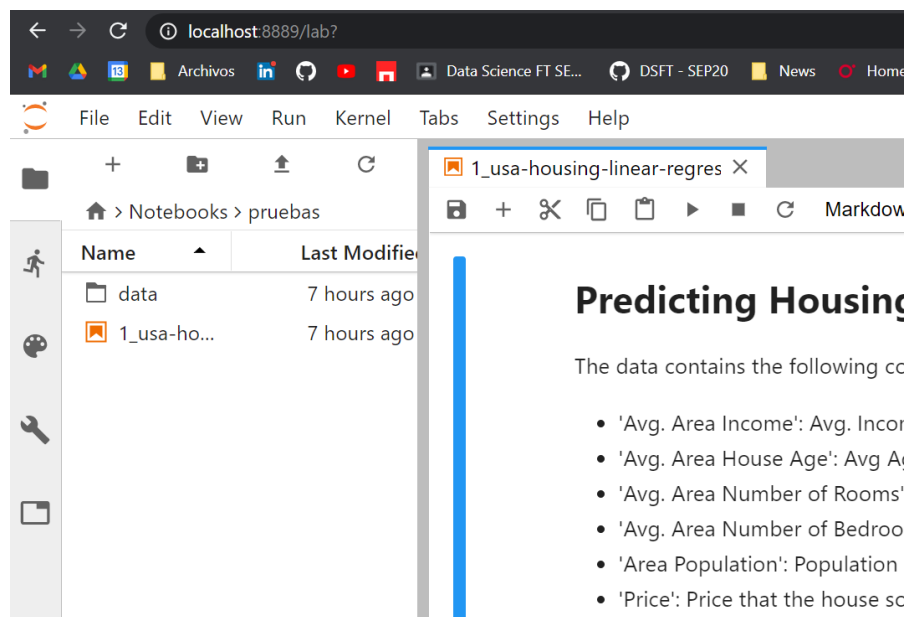 localhost:8889/lab?
13 Archivos in Data Science FT SE... DSFT - SEP20 News Home
File Edit View Run Kernel Tabs Settings Help
1_usa-housing-linear-regres
Notebooks > pruebas
Markdow
Name Last Modifie
data 7 hours ago
1_usa-ho... 7 hours ago
Predicting Housing
The data contains the following co
'Avg. Area Income': Avg. Incor
'Avg. Area House Age': Avg Ag
'Avg. Area Number of Rooms'
'Avg. Area Number of Bedroo
'Area Population': Population
'Price': Price that the house so